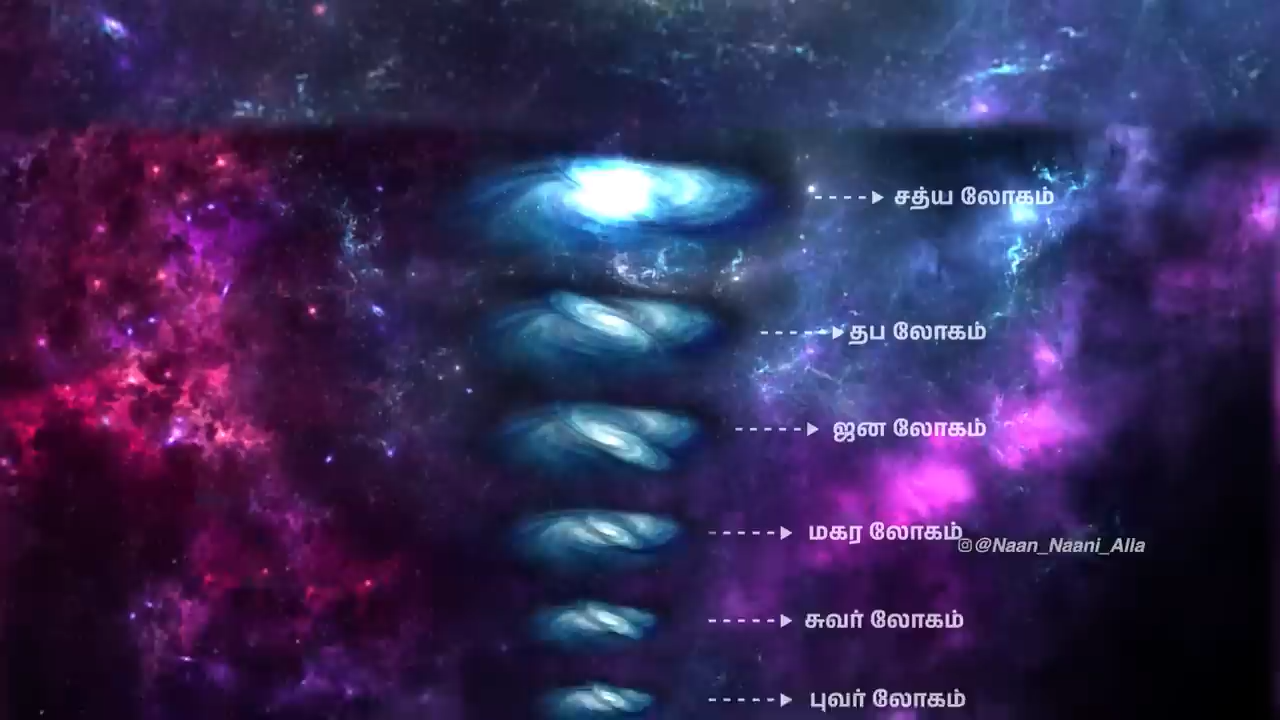 சத்ய லோகம்
தப லோகம்
ஜன லோகம்
மகர லோகம்
@Naan_Naani_Alla
சுவர் லோகம்
புவர் லோகம்